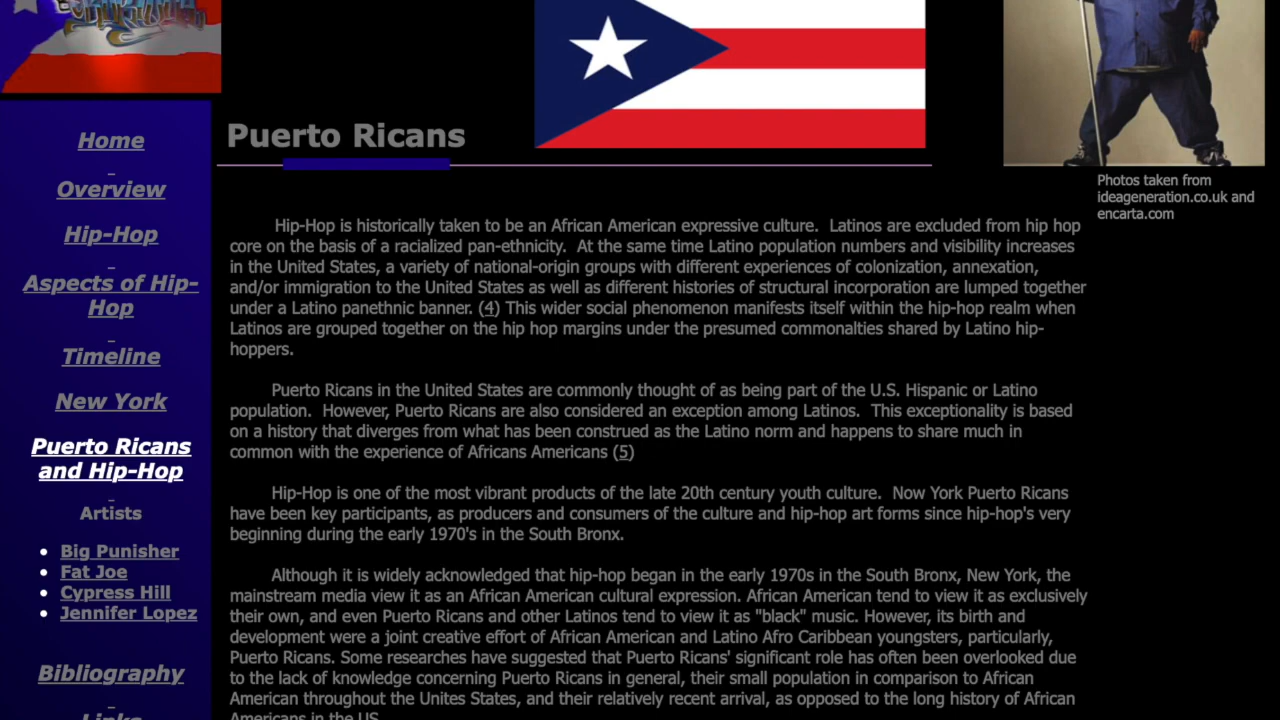 Home
Overview
Hip-Hop
Aspects of Hip-
Hop
Timeline
New York
Puerto Ricans
and Hip-Hop
Artists
Big Punisher
Fat Joe
Cypress Hill
Jennifer Lopez
Bibliography
Links
Puerto Ricans
Photos taken from
ideageneration.co.uk and
encarta.com
Hip-Hop is historically taken to be an African American expressive culture. Latinos are excluded from hip hop
core on the basis of a racialized pan-ethnicity. At the same time Latino population numbers and visibility increases
in the United States, a variety of national-origin groups with different experiences of colonization, annexation,
and/or immigration to the United States as well as different histories of structural incorporation are lumped together
under a Latino panethnic banner. (4) This wider social phenomenon manifests itself within the hip-hop realm when
Latinos are grouped together on the hip hop margins under the presumed commonalties shared by Latino hip-
hoppers.
Puerto Ricans in the United States are commonly thought of as being part of the U.S. Hispanic or Latino
population. However, Puerto Ricans are also considered an exception among Latinos. This exceptionality is based
on a history that diverges from what has been construed as the Latino norm and happens to share much in
common with the experience of Africans Americans (5)
Hip-Hop is one of the most vibrant products of the late 20th century youth culture. Now York Puerto Ricans
have been key participants, as producers and consumers of the culture and hip-hop art forms since hip-hop's very
beginning during the early 1970's in the South Bronx.
Although it is widely acknowledged that hip-hop began in the early 1970s in the South Bronx, New York, the
mainstream media view it as an African American cultural expression. African American tend to view it as exclusively
their own, and even Puerto Ricans and other Latinos tend to view it as "black" music. However, its birth and
development were a joint creative effort of African American and Latino Afro Caribbean youngsters, particularly,
Puerto Ricans. Some researches have suggested that Puerto Ricans' significant role has often been overlooked due
to the lack of knowledge concerning Puerto Ricans in general, their small population in comparison to African
American throughout the Unites States, and their relatively recent arrival, as opposed to the long history of African
Americans in the US.